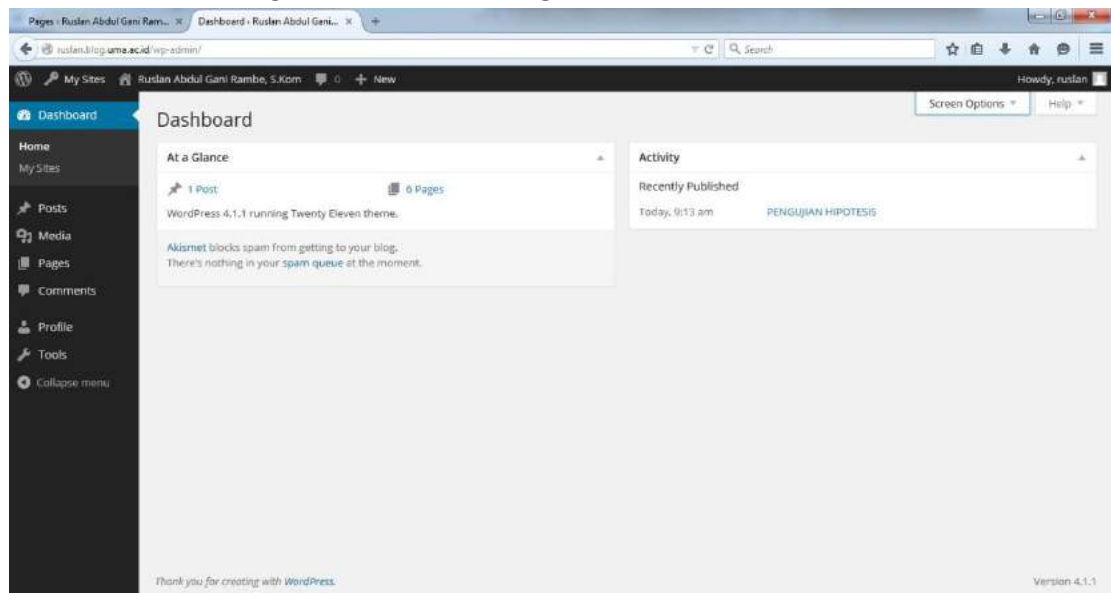 Pages ‹ Ruslan Abdul Gani Ram... ×
Dashboard ‹ Ruslan Abdul Gani... ×
ruslan.blog.uma.ac.id/wp-admin/
Search
My Sites Ruslan Abdul Gani Rambe, S.Kom 0 + New Howdy, ruslan
Screen Options Help
Dashboard
Home
My Sites
Posts
Media
Pages
Comments
Profile
Tools
Collapse menu
Dashboard
At a Glance
1 Post 6 Pages
WordPress 4.1.1 running Twenty Eleven theme.
Akismet blocks spam from getting to your blog.
There's nothing in your spam queue at the moment.
Activity
Recently Published
Today, 9:13 am PENGUJIAN HIPOTESIS
Thank you for creating with WordPress.
Version 4.1.1